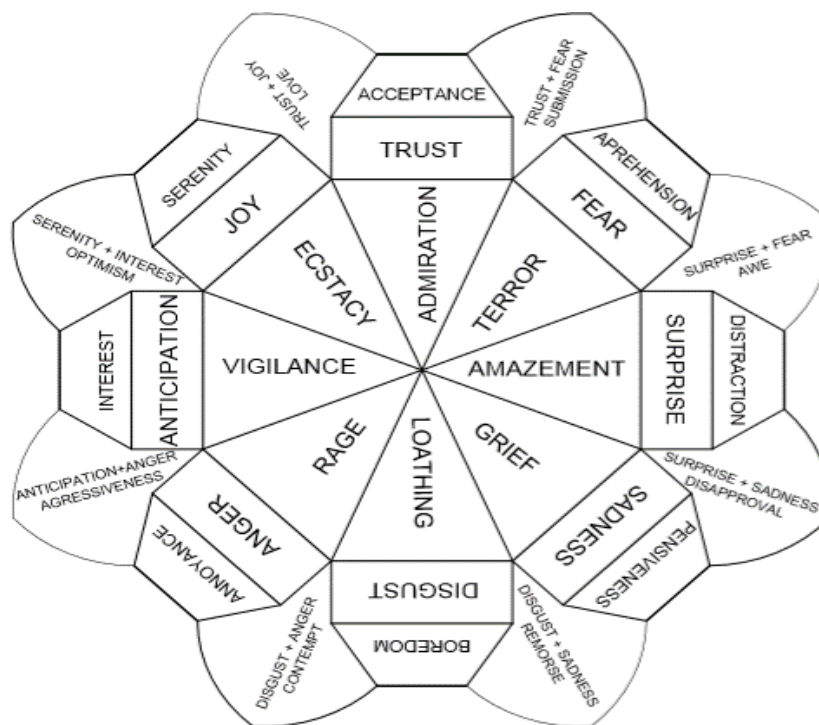 TRUST + JOY
LOVE
ACCEPTANCE
TRUST + FEAR
SUBMISSION
SERENITY
TRUST
APREHENSION
JOY
FEAR
ADMIRATION
SERENITY + INTEREST
OPTIMISM
ECSTACY
TERROR
SURPRISE + FEAR
AWE
INTEREST
ANTICIPATION
VIGILANCE
AMAZEMENT
SURPRISE
DISTRACTION
RAGE
LOATHING
GRIEF
ANTICIPATION+ANGER
AGRESSIVENESS
SURPRISE + SADNESS
DISAPPROVAL
ANGER
SADNESS
ANNOYANCE
PENSIVENESS
DISGUST
DISGUST + ANGER
CONTEMPT
BOREDOM
DISGUST + SADNESS
REMORSE